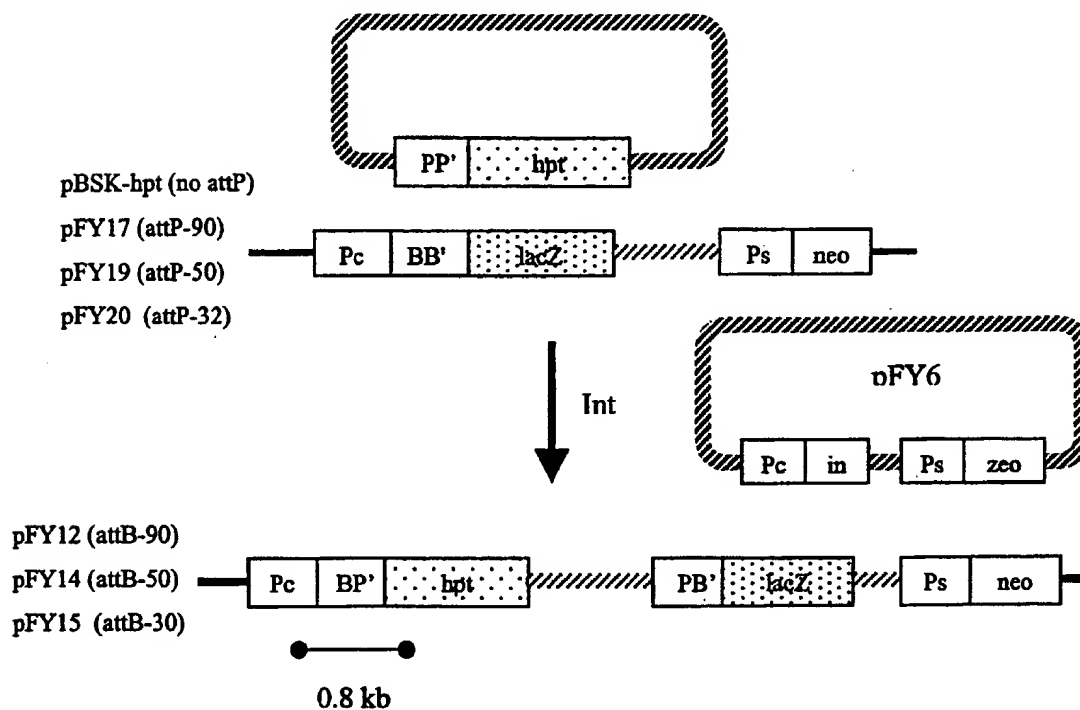 PP' hpt
pBSK-hpt (no attP)
pFY17 (attP-90)
Pc BB' lacZ Ps neo
pFY19 (attP-50)
pFY20 (attP-32)
pFY6
Int
Pc in Ps zeo
pFY12 (attB-90)
pFY14 (attB-50)
Pc BP' hpt PB' lacZ Ps neo
pFY15 (attB-30)
0.8 kb